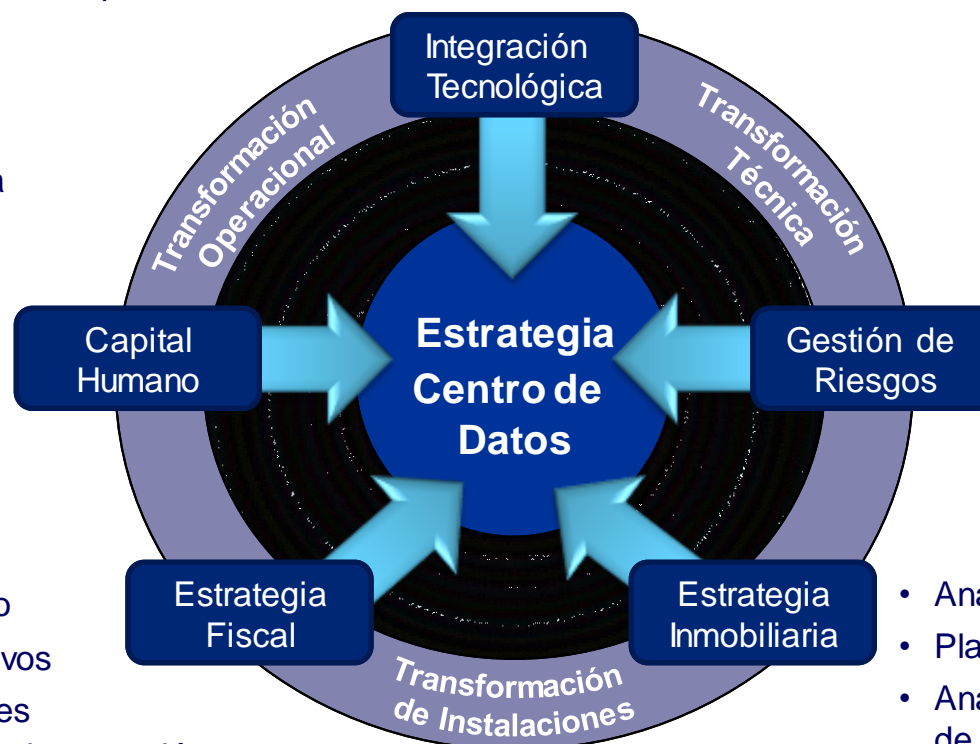 Integración
Tecnológica
Transformación
Operacional
Transformación
Técnica
Capital
Humano
Estrategia
Centro de
Datos
Gestión de
Riesgos
Estrategia
Fiscal
Estrategia
Inmobiliaria
Transformación
de Instalaciones
•
•
•
de